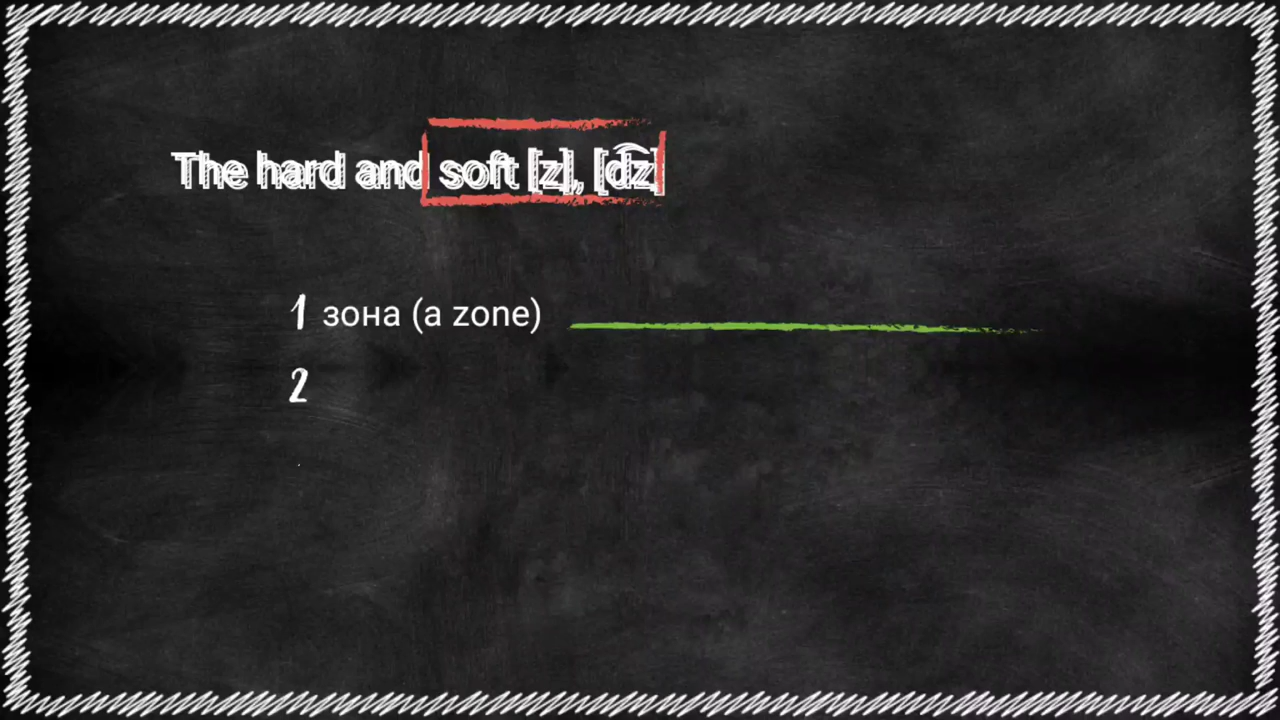 The hard and soft [z], [d͡z]
1 зона (a zone)
2